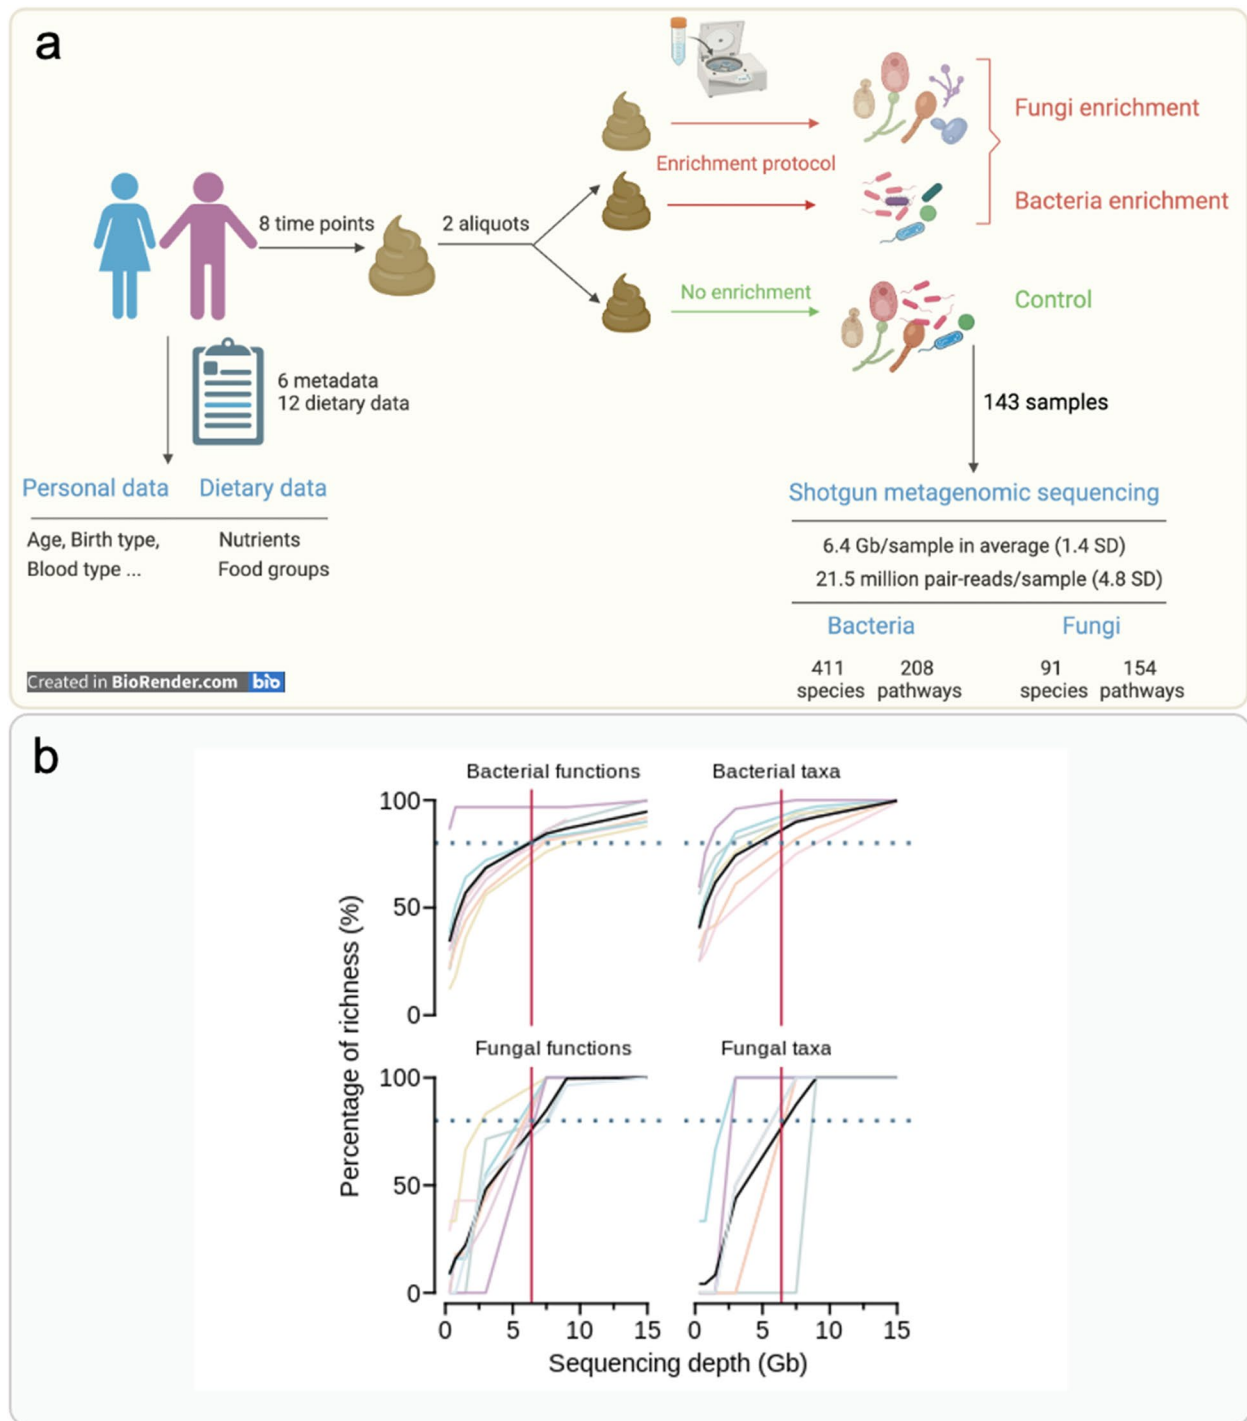 a
Fungi enrichment
Enrichment protocol
Bacteria enrichment
8 time points
2 aliquots
No enrichment
Control
6 metadata
12 dietary data
143 samples
Personal data Dietary data
Age, Birth type, Nutrients
Blood type ... Food groups
Shotgun metagenomic sequencing
6.4 Gb/sample in average (1.4 SD)
21.5 million pair-reads/sample (4.8 SD)
Bacteria Fungi
411 208 91 154
species pathways species pathways
Created in BioRender.com bio
b
Bacterial functions Bacterial taxa
100
50
0
Percentage of richness (%)
Fungal functions Fungal taxa
100
50
0
0 5 10 15 0 5 10 15
Sequencing depth (Gb)